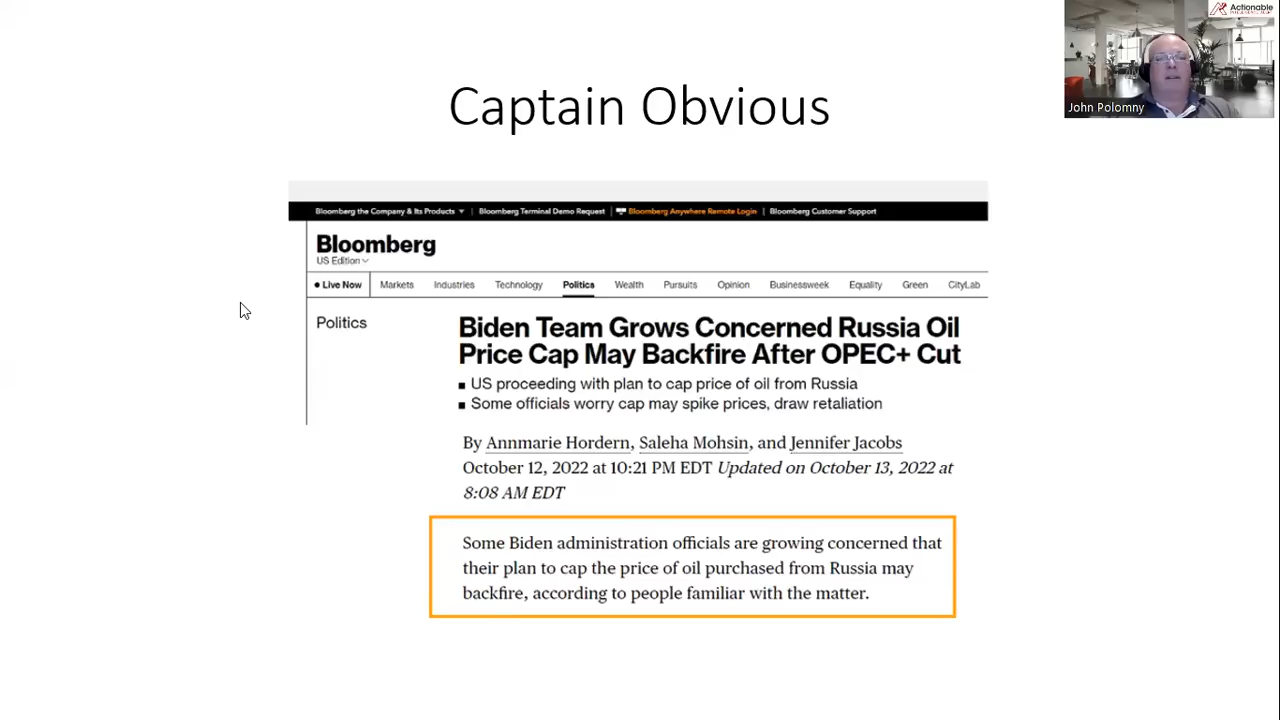 Actionable
John Polomny
Captain Obvious
Bloomberg the Company & Its Products ▾ | Bloomberg Terminal Demo Request | Bloomberg Anywhere Remote Login | Bloomberg Customer Support
Bloomberg
US Edition
• Live Now Markets Industries Technology Politics Wealth Pursuits Opinion Businessweek Equality Green CityLab
Politics
Biden Team Grows Concerned Russia Oil
Price Cap May Backfire After OPEC+ Cut
■ US proceeding with plan to cap price of oil from Russia
■ Some officials worry cap may spike prices, draw retaliation
By Annmarie Hordern, Saleha Mohsin, and Jennifer Jacobs
October 12, 2022 at 10:21 PM EDT Updated on October 13, 2022 at
8:08 AM EDT
Some Biden administration officials are growing concerned that
their plan to cap the price of oil purchased from Russia may
backfire, according to people familiar with the matter.